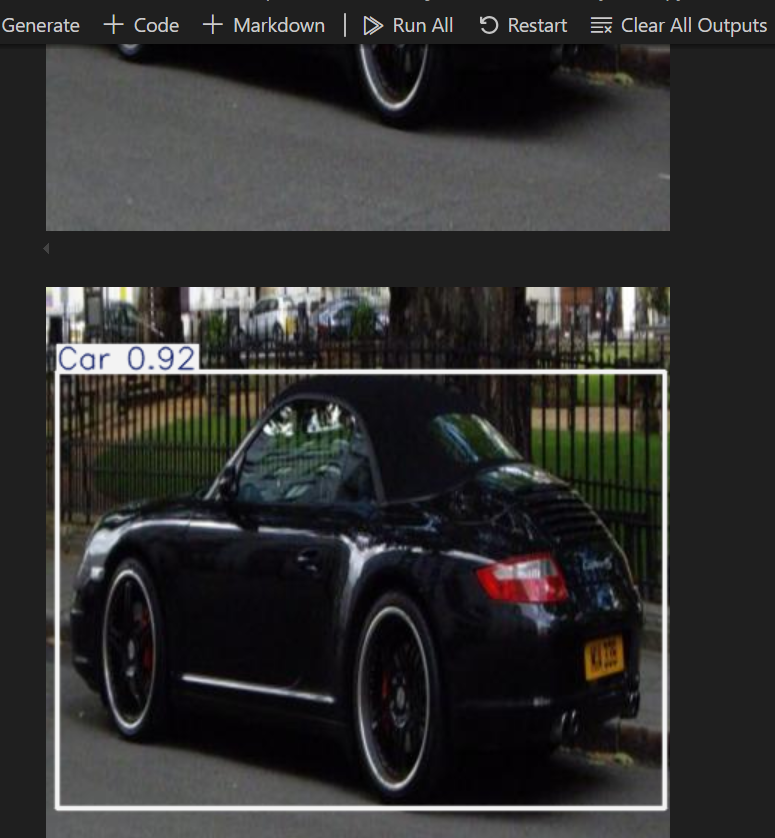 Generate + Code + Markdown Run All Restart Clear All Outputs
Car 0.92